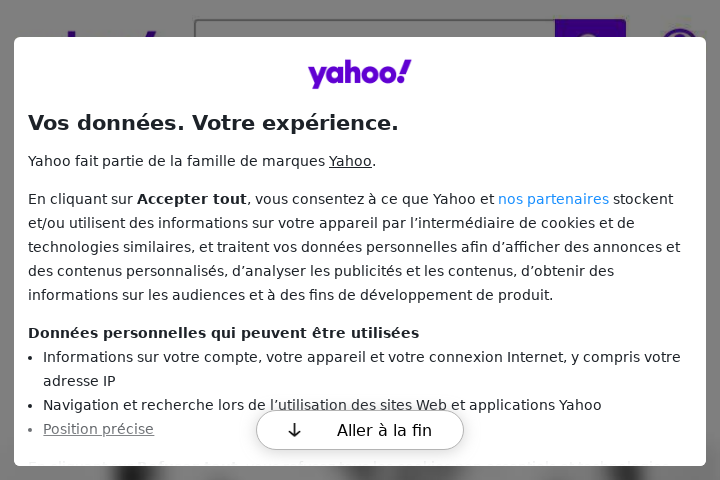 yahoo!
Vos données. Votre expérience.
Yahoo fait partie de la famille de marques Yahoo.
En cliquant sur Accepter tout, vous consentez à ce que Yahoo et nos partenaires stockent
et/ou utilisent des informations sur votre appareil par l’intermédiaire de cookies et de
technologies similaires, et traitent vos données personnelles afin d’afficher des annonces et
des contenus personnalisés, d’analyser les publicités et les contenus, d’obtenir des
informations sur les audiences et à des fins de développement de produit.
Données personnelles qui peuvent être utilisées
• Informations sur votre compte, votre appareil et votre connexion Internet, y compris votre
adresse IP
• Navigation et recherche lors de l’utilisation des sites Web et applications Yahoo
• Position précise
Aller à la fin